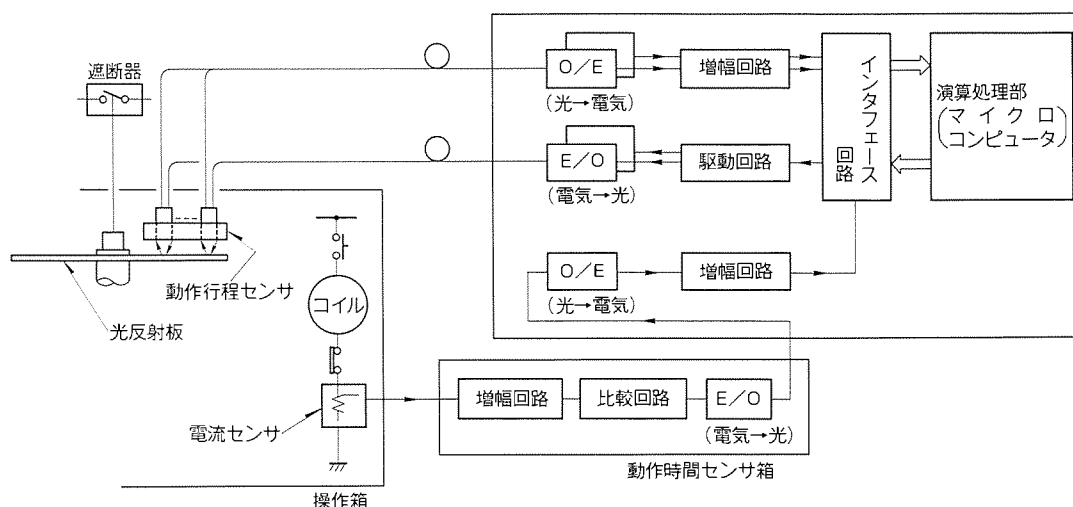 遮断器
O/E
(光→電気)
増幅回路
インタフェース回路
演算処理部
(マイクロコンピュータ)
E/O
(電気→光)
駆動回路
動作行程センサ
光反射板
コイル
O/E
(光→電気)
増幅回路
電流センサ
増幅回路
比較回路
E/O
(電気→光)
動作時間センサ箱
操作箱